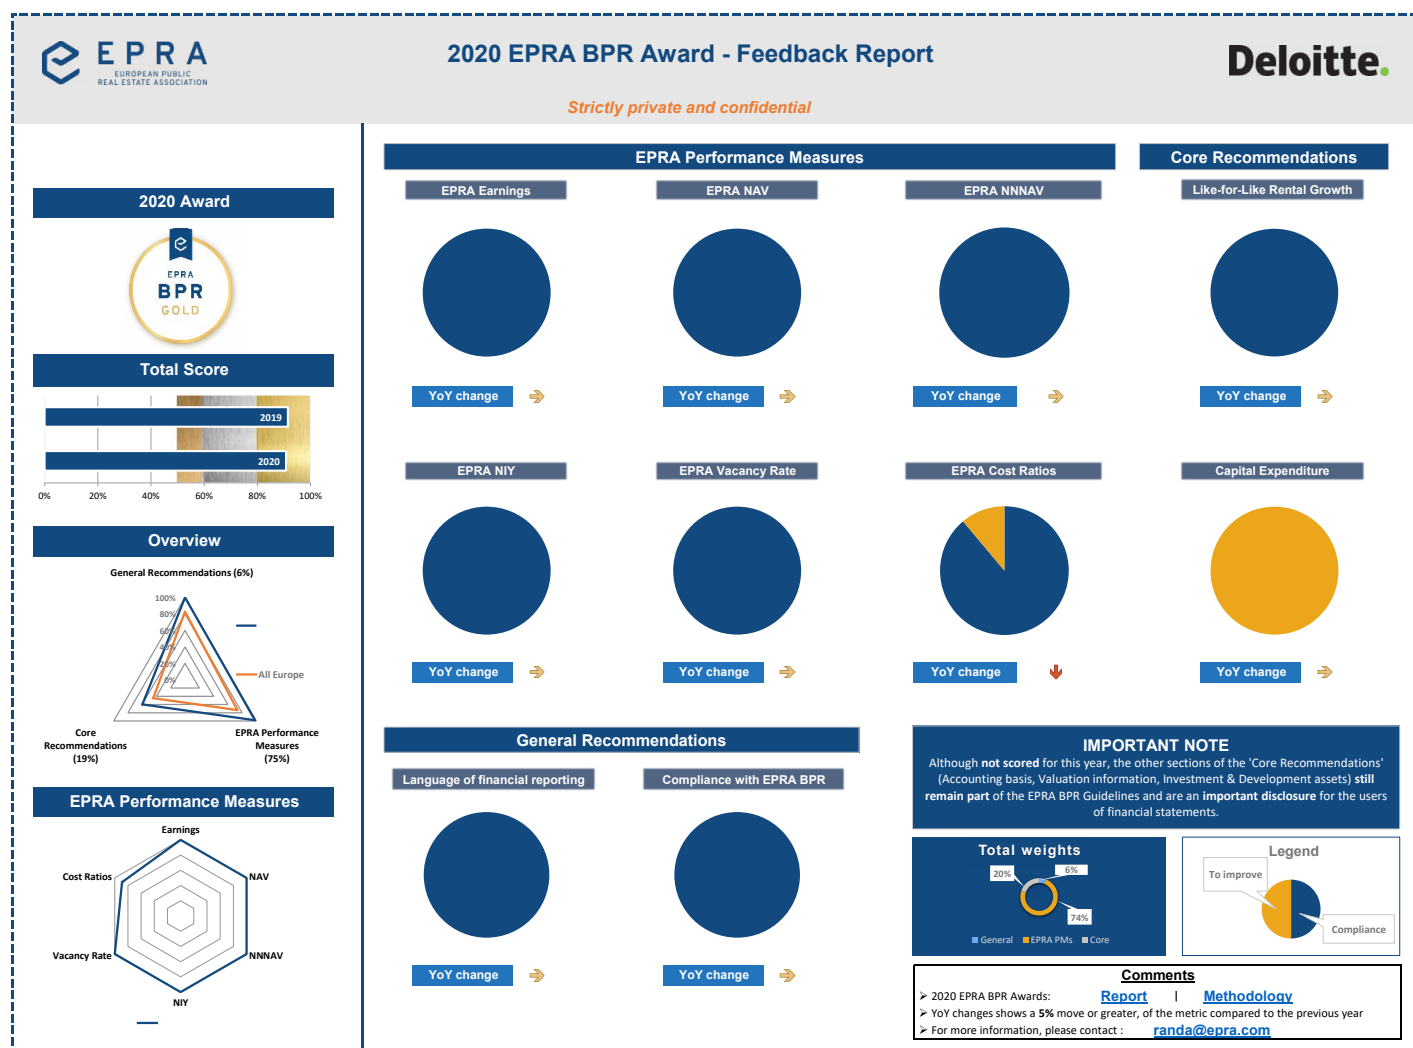 EPRA
EUROPEAN PUBLIC
REAL ESTATE ASSOCIATION
2020 EPRA BPR Award - Feedback Report
Strictly private and confidential
Deloitte.
2020 Award
EPRA
BPR
GOLD
Total Score
2019
2020
0% 20% 40% 60% 80% 100%
Overview
General Recommendations (6%)
100%
80%
60%
40%
20%
0%
All Europe
Core
Recommendations
(19%)
EPRA Performance
Measures
(75%)
EPRA Performance Measures
Earnings
Cost Ratios
NAV
Vacancy Rate
NNNAV
NIY
EPRA Performance Measures
Core Recommendations
EPRA Earnings
EPRA NAV
EPRA NNNAV
Like-for-Like Rental Growth
YoY change
YoY change
YoY change
YoY change
EPRA NIY
EPRA Vacancy Rate
EPRA Cost Ratios
Capital Expenditure
YoY change
YoY change
YoY change
YoY change
General Recommendations
Language of financial reporting
Compliance with EPRA BPR
YoY change
YoY change
IMPORTANT NOTE
Although not scored for this year, the other sections of the 'Core Recommendations'
(Accounting basis, Valuation information, Investment & Development assets) still
remain part of the EPRA BPR Guidelines and are an important disclosure for the users
of financial statements.
Total weights
20%
6%
74%
General EPRA PMs Core
Legend
To improve
Compliance
Comments
➢ 2020 EPRA BPR Awards: Report | Methodology
➢ YoY changes shows a 5% move or greater, of the metric compared to the previous year
➢ For more information, please contact : randa@epra.com